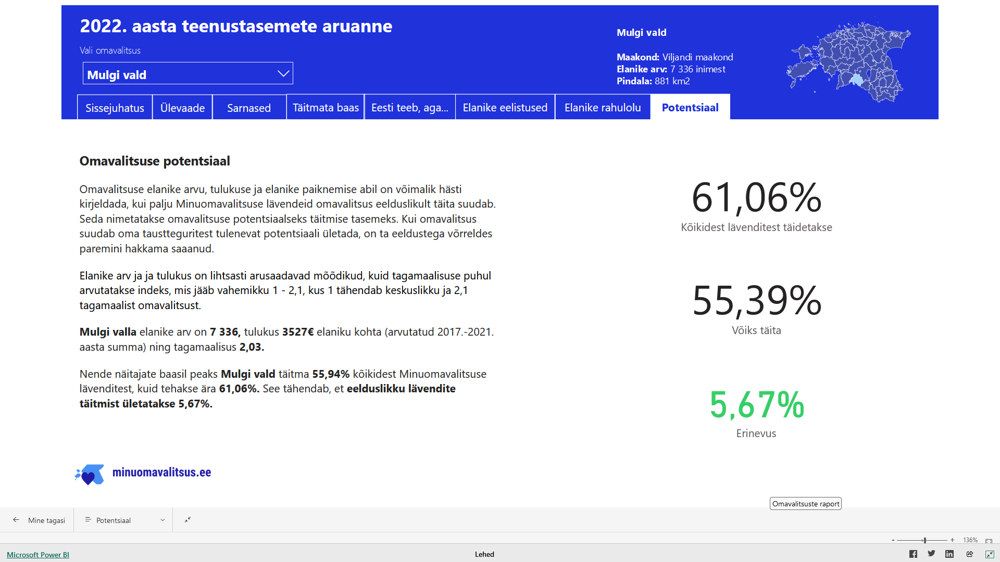 2022. aasta teenustasemete aruanne
Vali omavalitsus
Mulgi vald
Mulgi vald
Maakond: Viljandi maakond
Elanike arv: 7 336 inimest
Pindala: 881 km2
Sissejuhatus
Ülevaade
Sarnased
Täitmata baas
Eesti teeb, aga...
Elanike eelistused
Elanike rahulolu
Potentsiaal
Omavalitsuse potentsiaal
Omavalitsuse elanike arvu, tulukuse ja elanike paiknemise abil on võimalik hästi
kirjeldada, kui palju Minuomavalitsuse lävendeid omavalitsus eelduslikult täita suudab.
Seda nimetatakse omavalitsuse potentsiaalseks täitmise tasemeks. Kui omavalitsus
suudab oma taustteguritest tulenevat potentsiaali ületada, on ta eeldustega võrreldes
paremini hakkama saaanud.
Elanike arv ja ja tulukus on lihtsasti arusaadavad mõõdikud, kuid tagamaalisuse puhul
arvutatakse indeks, mis jääb vahemikku 1 - 2,1, kus 1 tähendab keskuslikku ja 2,1
tagamaalist omavalitsust.
Mulgi valla elanike arv on 7 336, tulukus 3527€ elaniku kohta (arvutatud 2017.-2021.
aasta summa) ning tagamaalisus 2,03.
Nende näitajate baasil peaks Mulgi vald täitma 55,94% kõikidest Minuomavalitsuse
lävenditest, kuid tehakse ära 61,06%. See tähendab, et eelduslikku lävendite
täitmist ületatakse 5,67%.
61,06%
Kõikidest lävenditest täidetakse
55,39%
Võiks täita
5,67%
Erinevus
minuomavalitsus.ee
Omavalitsuste raport
Mine tagasi
Potentsiaal
- + 136%
Microsoft Power BI
Lehed